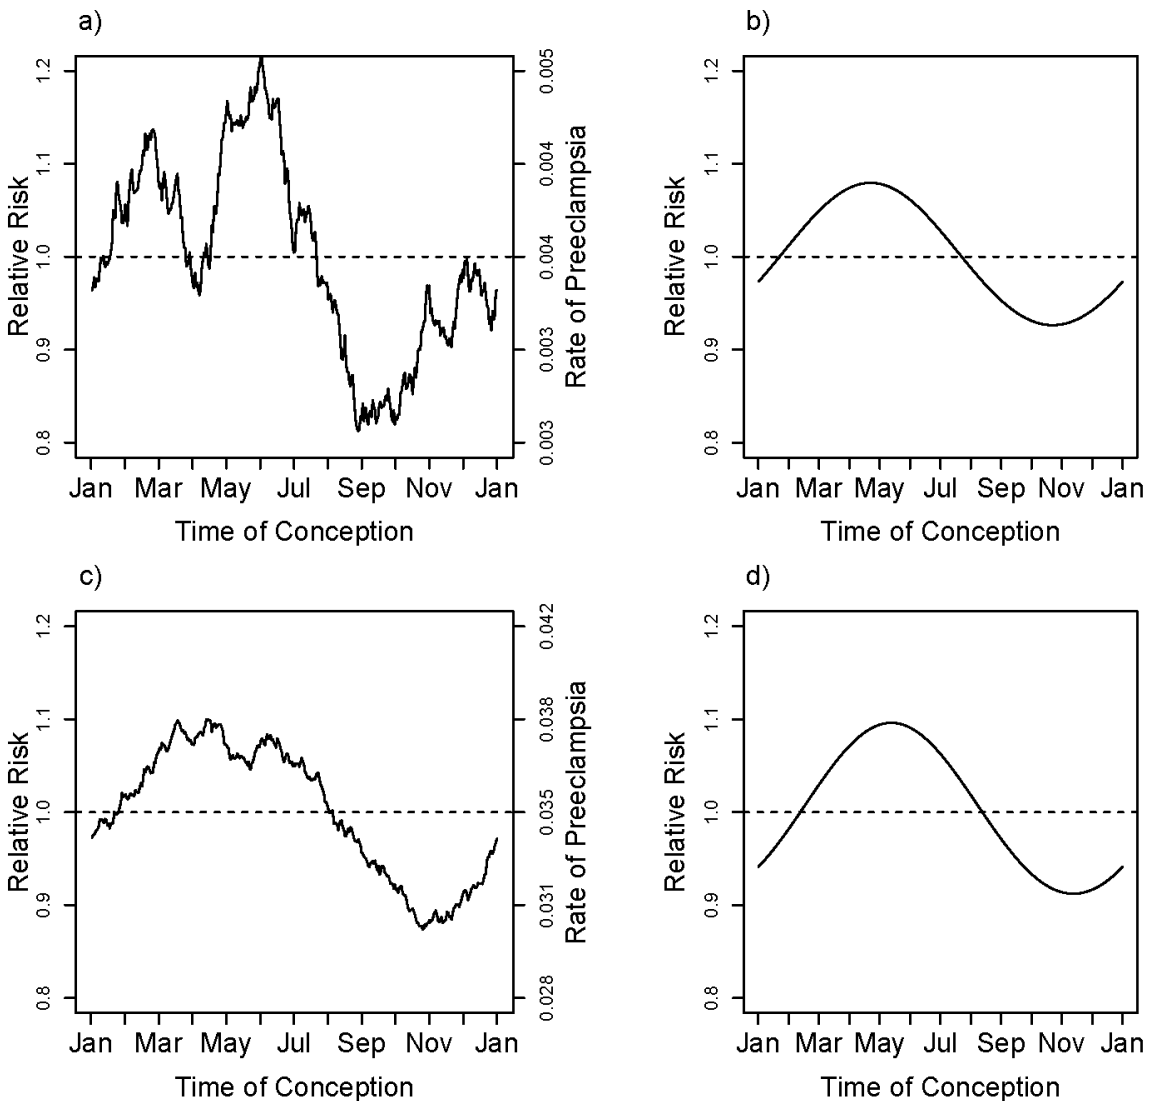 a)
Relative Risk
1.2
1.1
1.0
0.9
0.8
0.005
0.004
0.004
0.003
0.003
Rate of Preeclampsia
Jan Mar May Jul Sep Nov Jan
Time of Conception
b)
Relative Risk
1.2
1.1
1.0
0.9
0.8
Jan Mar May Jul Sep Nov Jan
Time of Conception
c)
Relative Risk
1.2
1.1
1.0
0.9
0.8
0.042
0.038
0.035
0.031
0.028
Rate of Preeclampsia
Jan Mar May Jul Sep Nov Jan
Time of Conception
d)
Relative Risk
1.2
1.1
1.0
0.9
0.8
Jan Mar May Jul Sep Nov Jan
Time of Conception